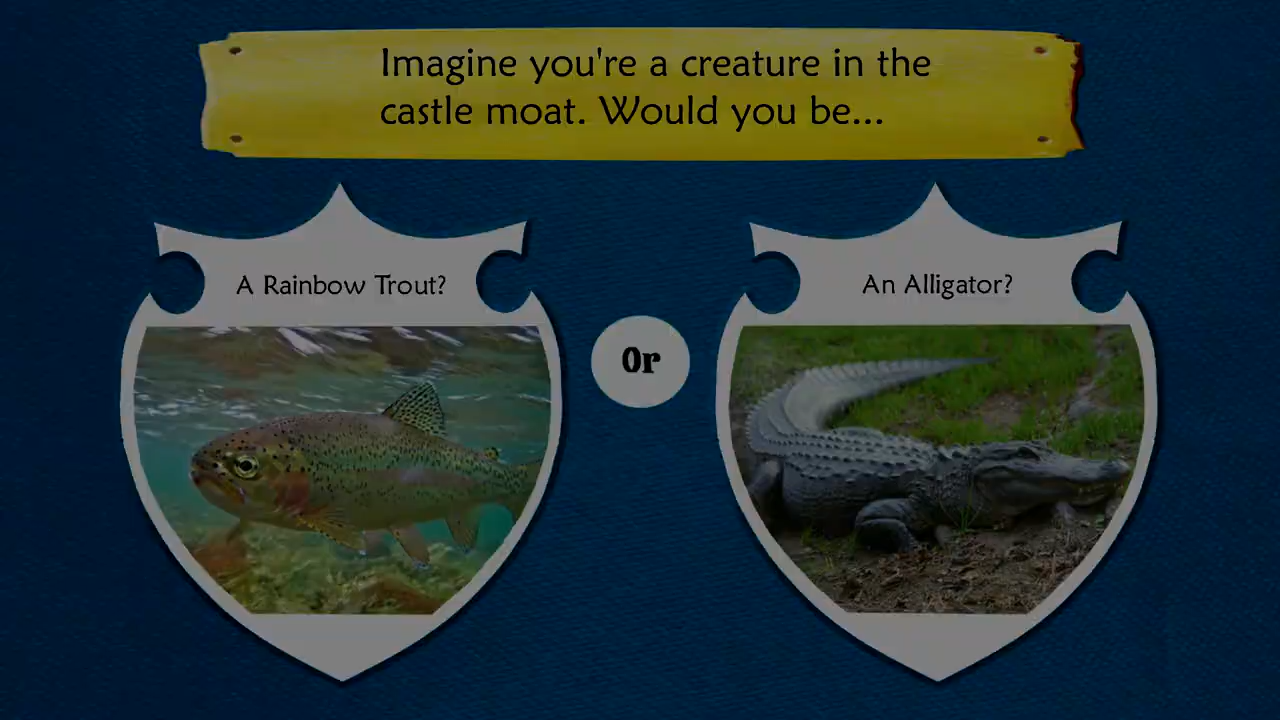 Imagine you're a creature in the
castle moat. Would you be...
A Rainbow Trout?
Or
An Alligator?